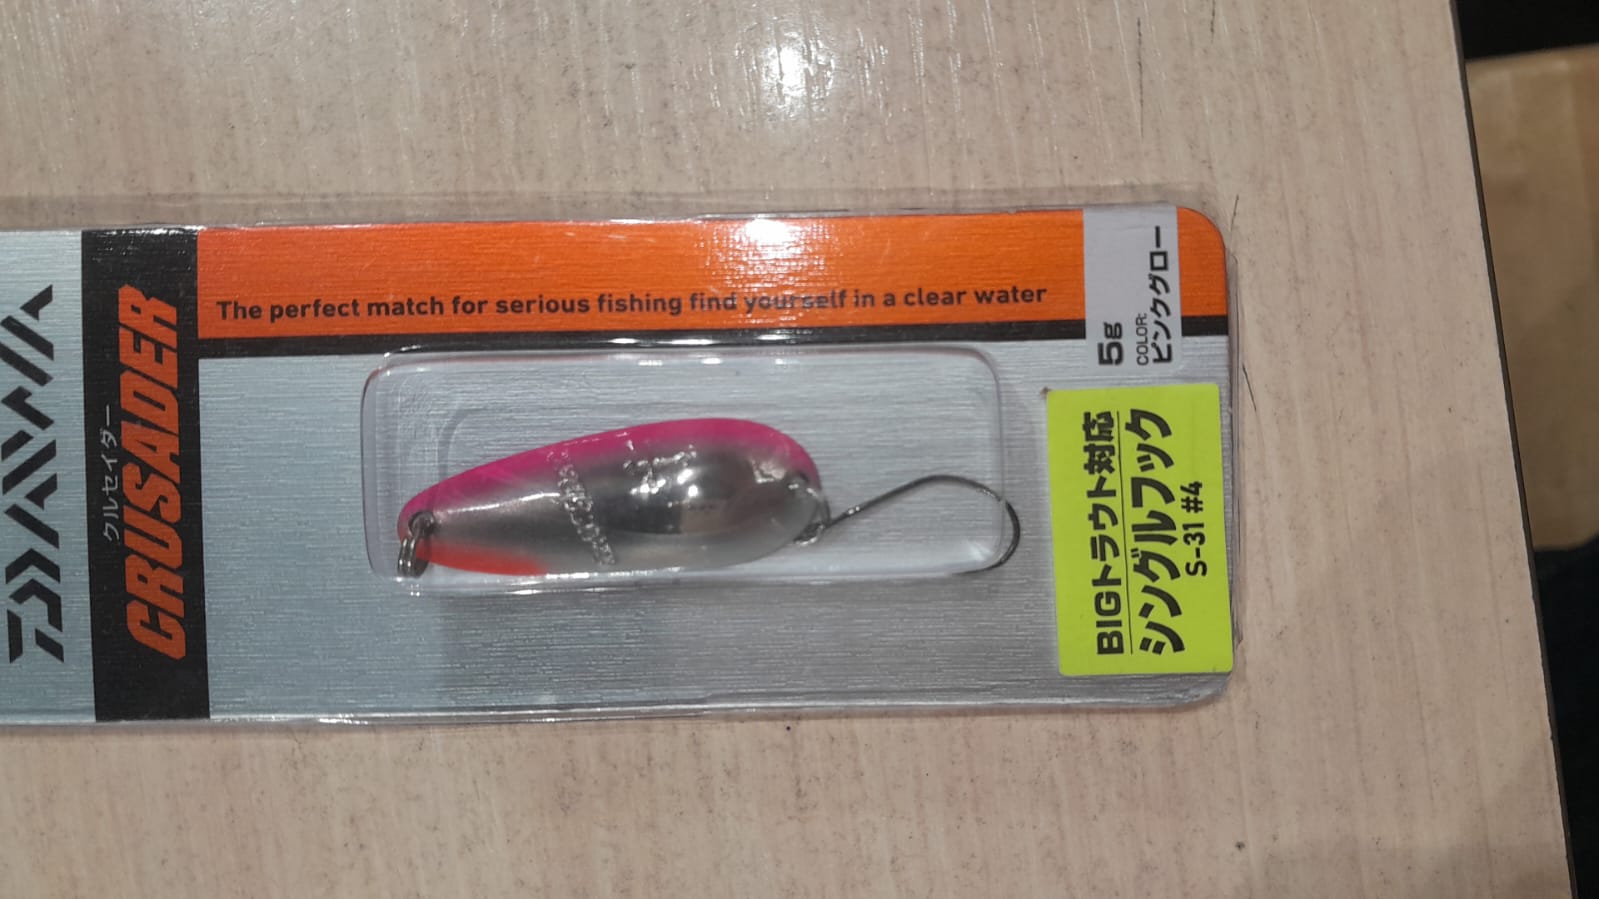 DAIWA
クルセイダー
CRUSADER
The perfect match for serious fishing find yourself in a clear water
5g
COLOR:
ピンクグロー
BIGトラウト対応
シングルフック
S-31 #4